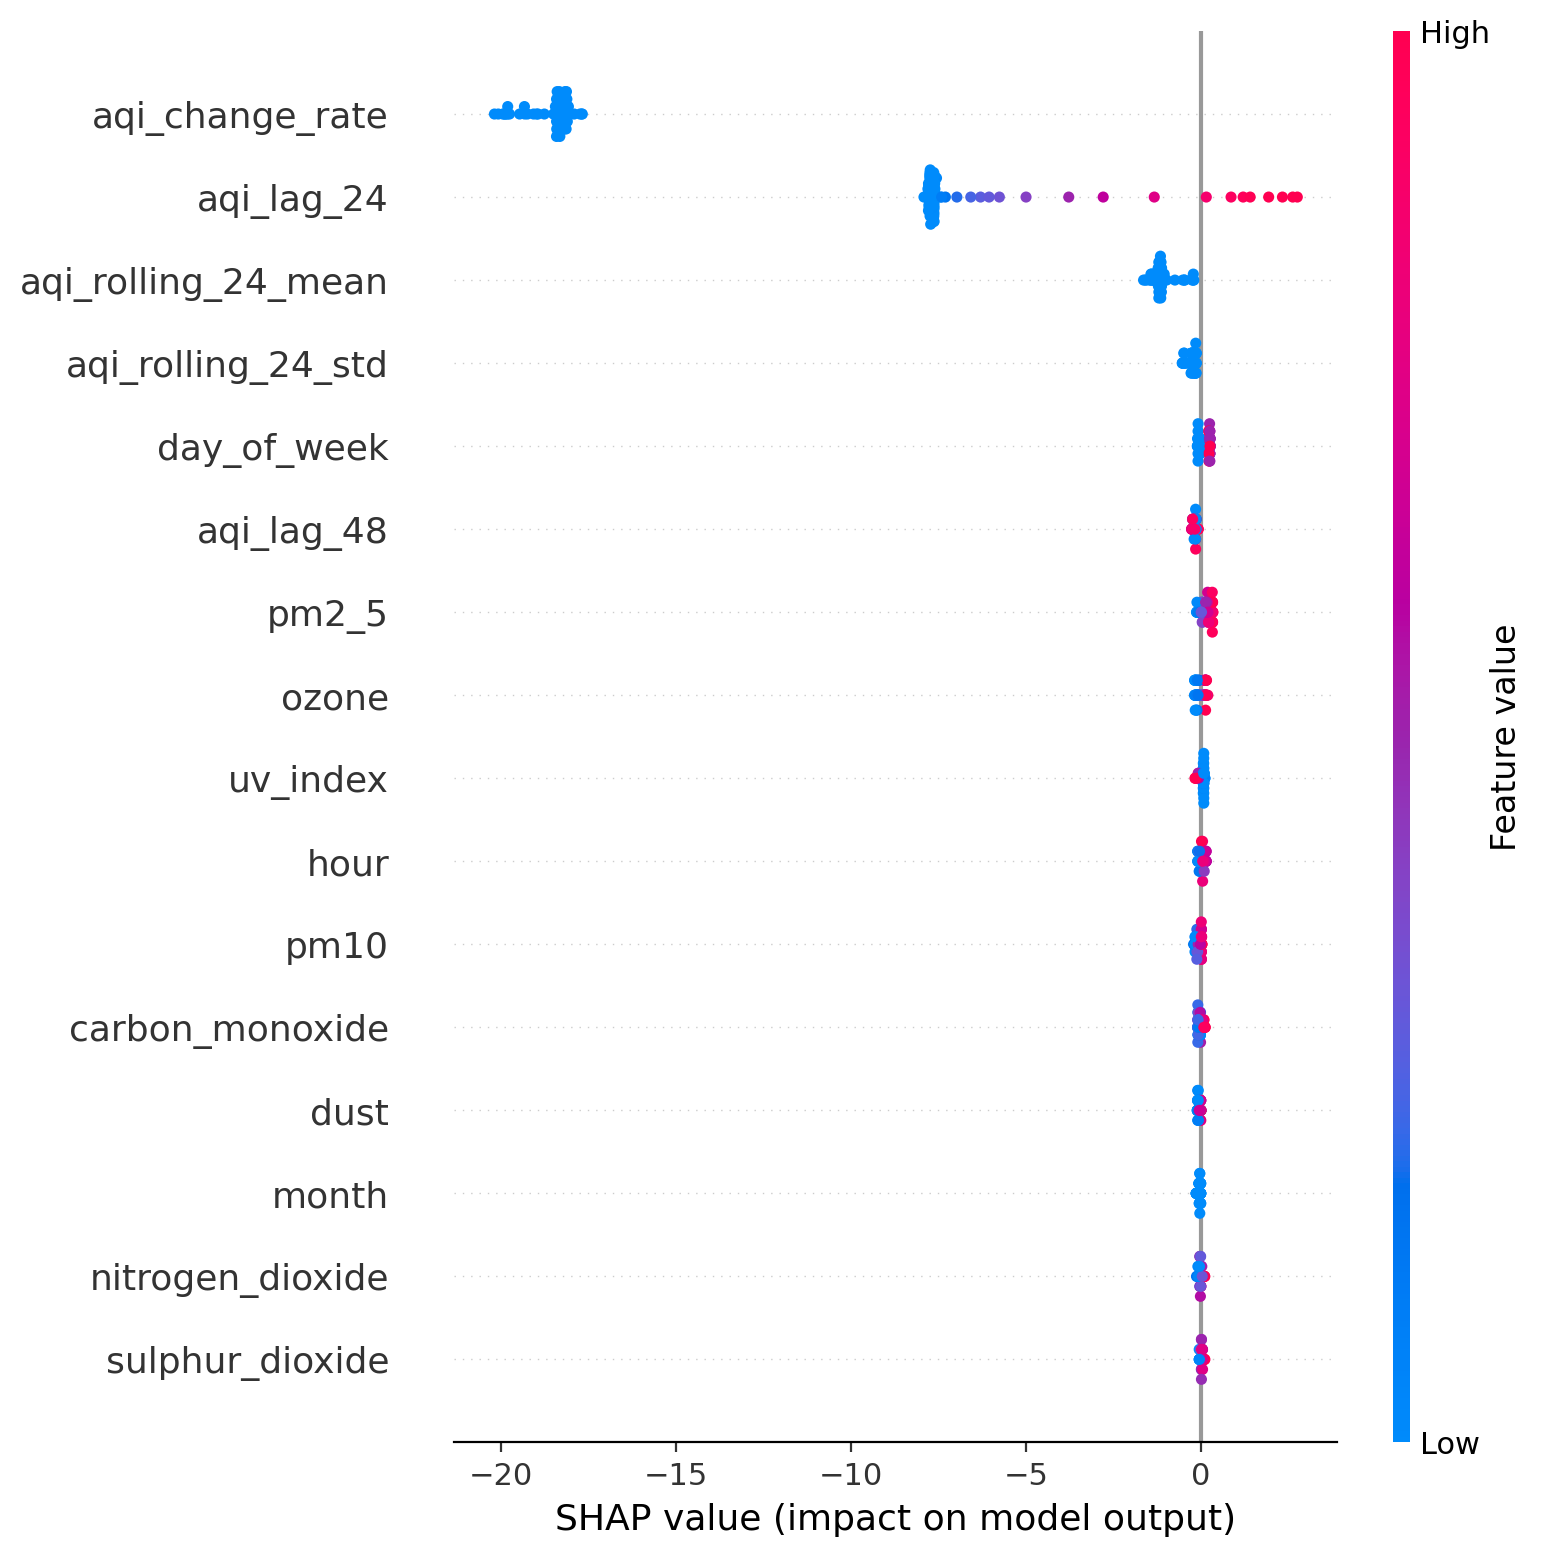 High
aqi_change_rate
aqi_lag_24
aqi_rolling_24_mean
aqi_rolling_24_std
day_of_week
aqi_lag_48
pm2_5
ozone
uv_index
hour
pm10
carbon_monoxide
dust
month
nitrogen_dioxide
sulphur_dioxide
Feature value
Low
−20 −15 −10 −5 0
SHAP value (impact on model output)